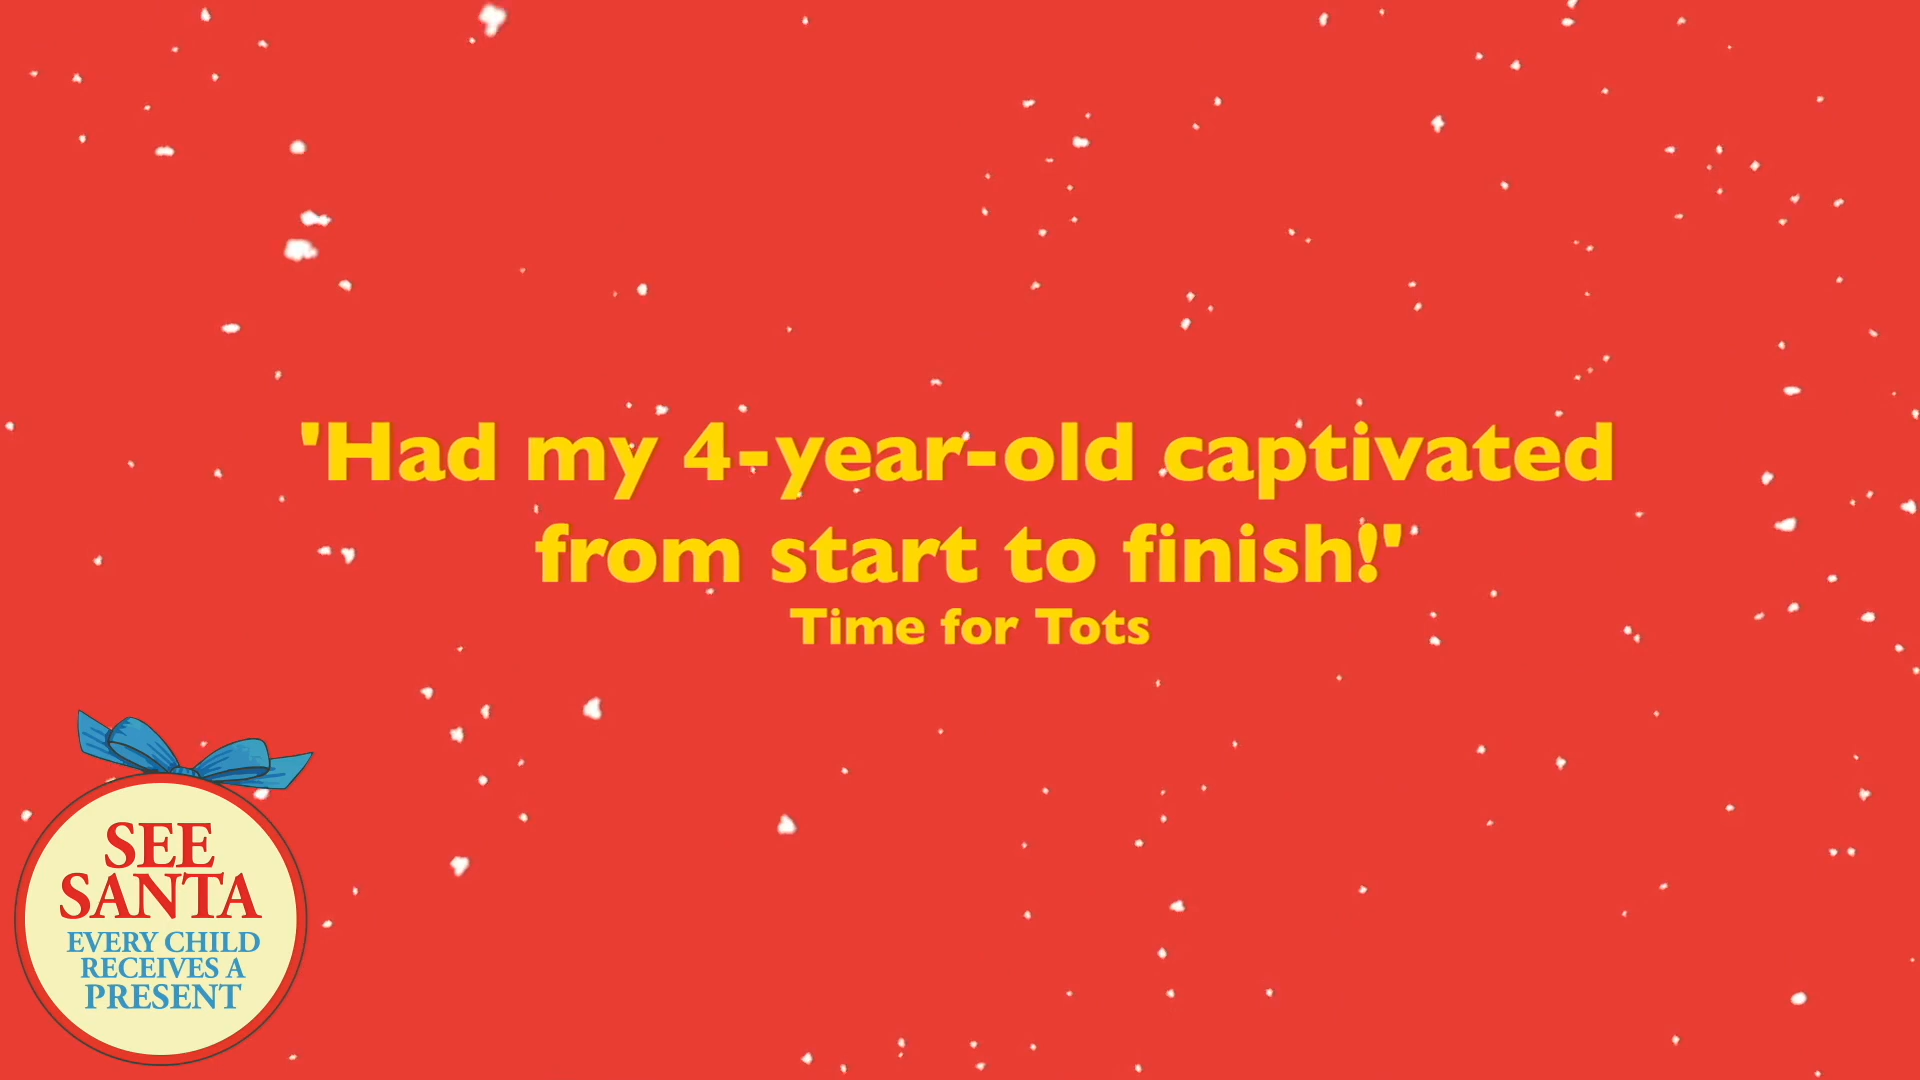 'Had my 4-year-old captivated
from start to finish!'
Time for Tots
SEE
SANTA
EVERY CHILD
RECEIVES A
PRESENT